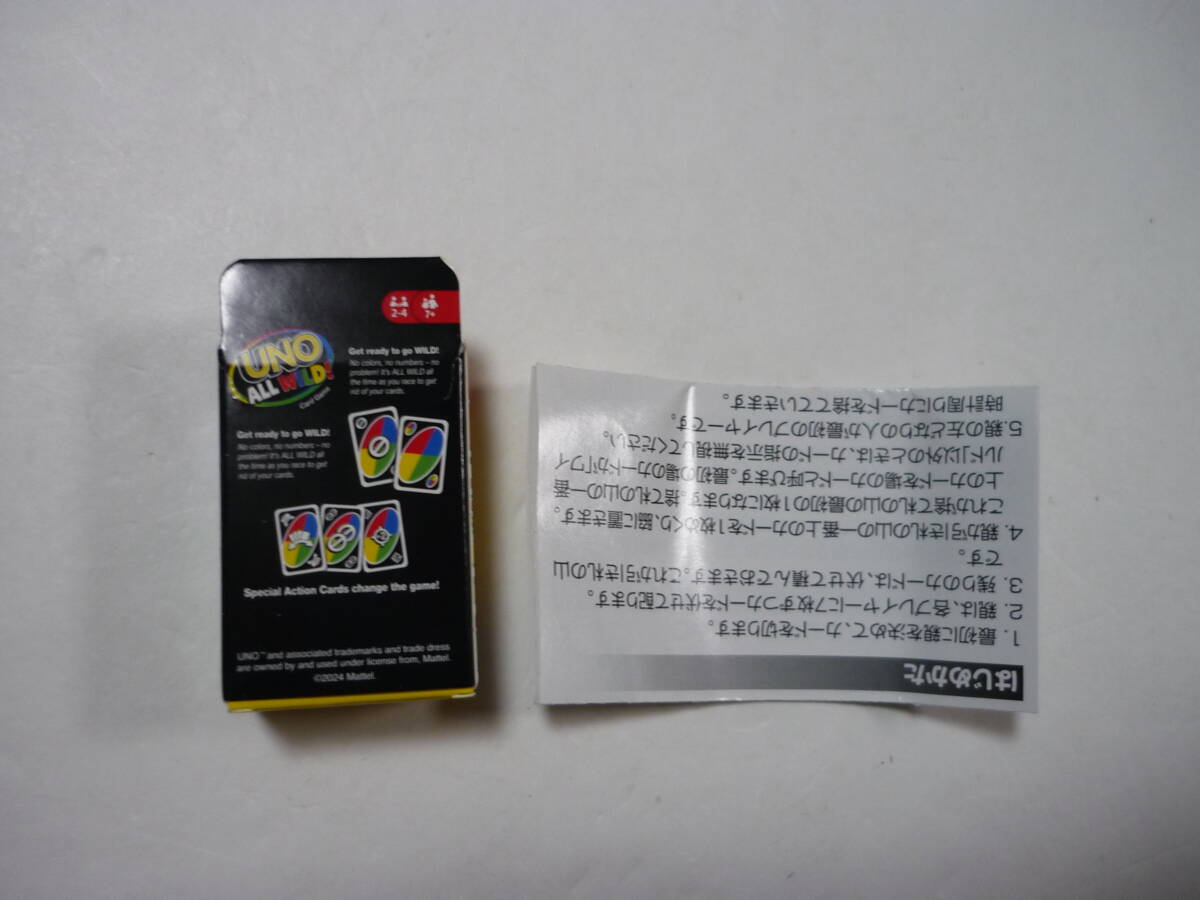 2-4
7+
UNO
ALL WILD!
Card Game
Get ready to go WILD!
No colors, no numbers – no
problem! It's ALL WILD all
the time as you race to get
rid of your cards.
Get ready to go WILD!
No colors, no numbers – no
problem! It's ALL WILD all
the time as you race to get
rid of your cards.
Special Action Cards change the game!
UNO™ and associated trademarks and trade dress
are owned by and used under license from, Mattel.
©2024 Mattel.
はじめかた
1. 最初に親を決めて、カードを切ります。
2. 親は、各プレイヤーに7枚ずつカードを伏せて配ります。
3. 残りのカードは、伏せて積んでおきます。これが引き札の山
です。
4. 親が引き札の山の一番上のカードを1枚めくり、脇に置きます。
これが捨て札の山の最初の1枚になります。捨て札の山の一番
上のカードを場のカードと呼びます。最初の場のカードが「ワイ
ルド」以外のときは、カードの指示を無視してください。
5. 親の左どなりの人が最初のプレイヤーです。
時計周りにカードを捨てていきます。